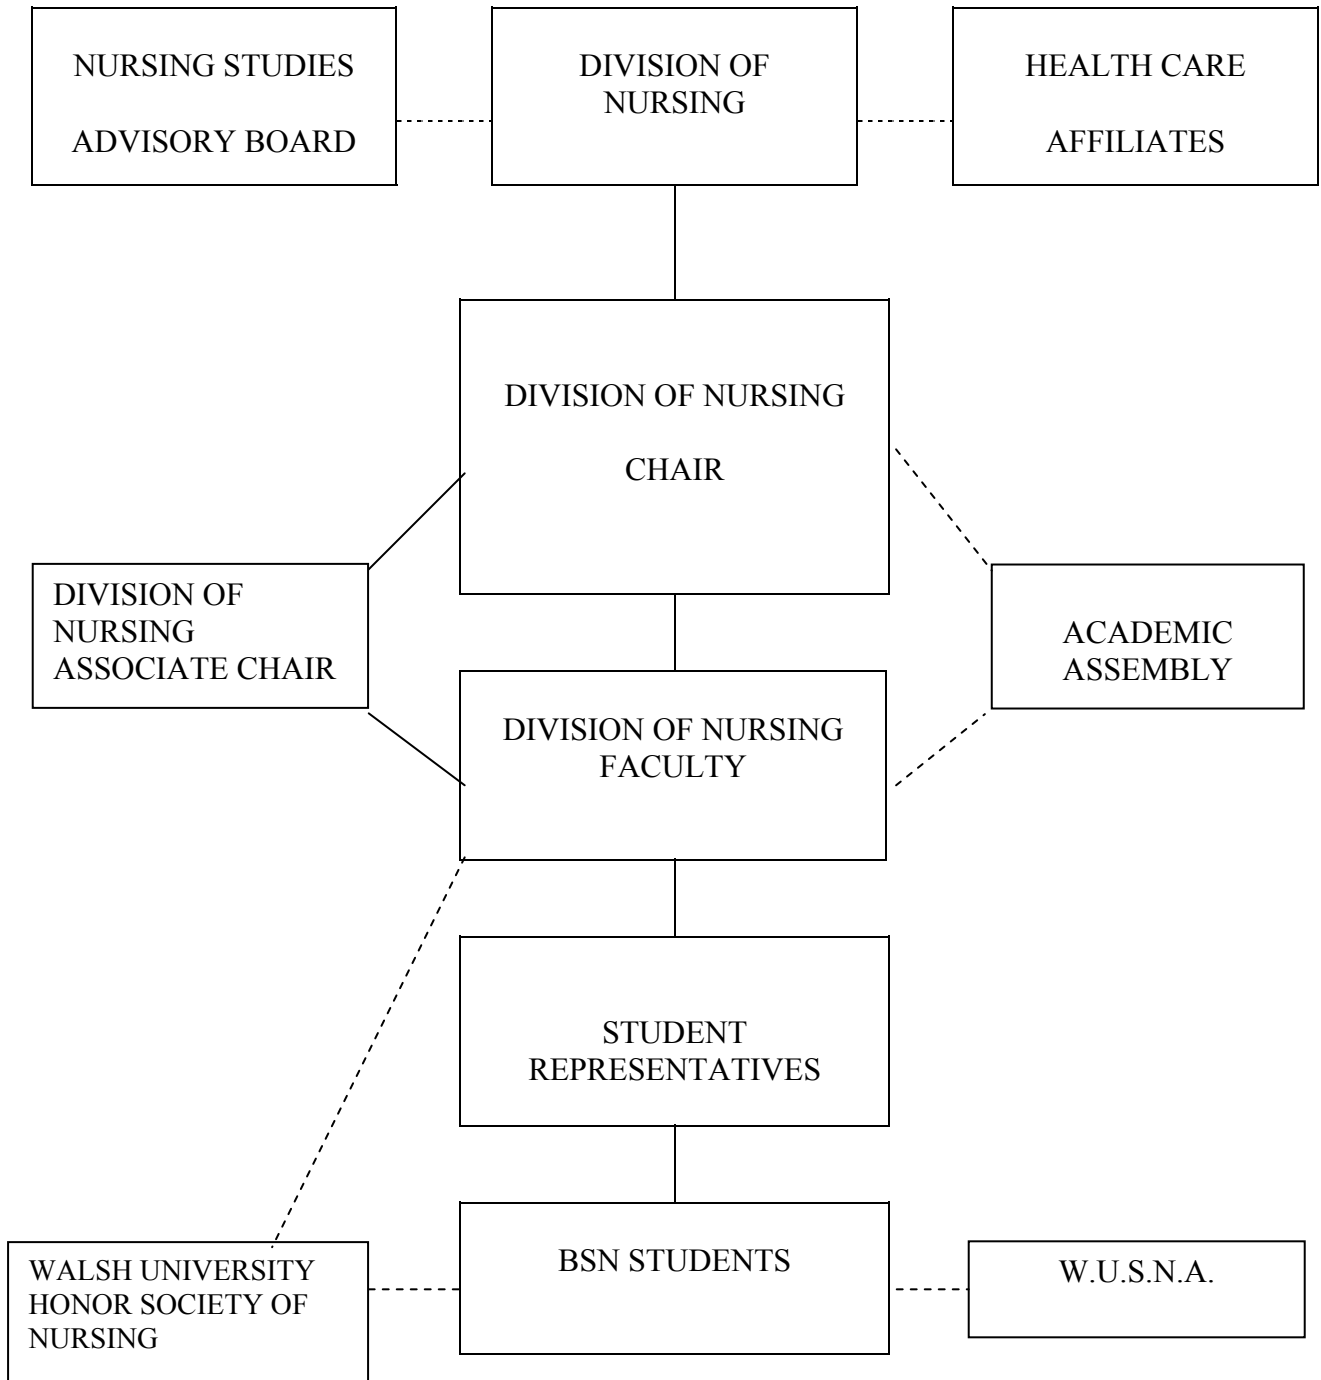 NURSING STUDIES
ADVISORY BOARD
DIVISION OF
NURSING
HEALTH CARE
AFFILIATES
DIVISION OF NURSING
CHAIR
DIVISION OF
NURSING
ASSOCIATE CHAIR
ACADEMIC
ASSEMBLY
DIVISION OF NURSING
FACULTY
STUDENT
REPRESENTATIVES
WALSH UNIVERSITY
HONOR SOCIETY OF
NURSING
BSN STUDENTS
W.U.S.N.A.